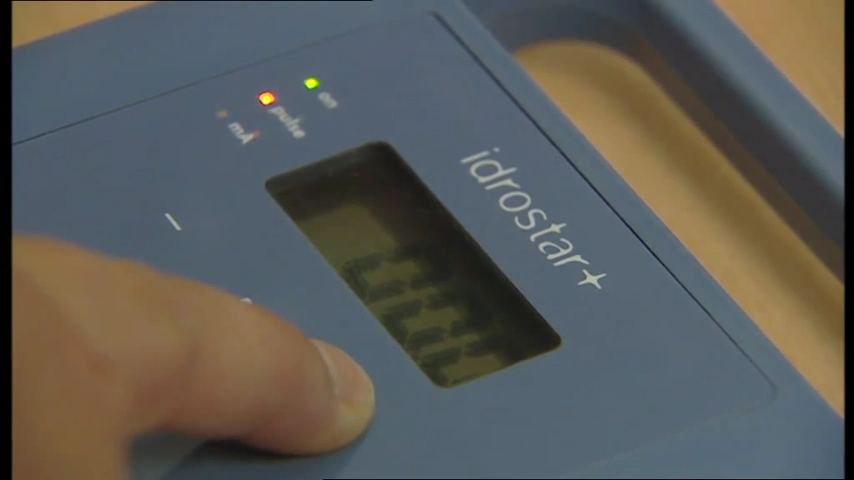 on
pulse
mA
idrostar+
−